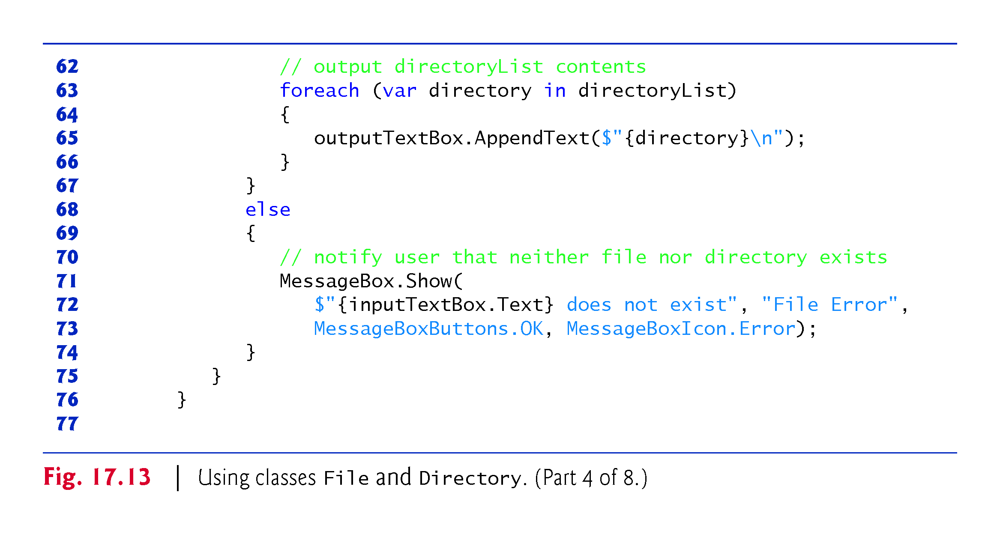 62 // output directoryList contents
63 foreach (var directory in directoryList)
64 {
65 outputTextBox.AppendText($"{directory}\n");
66 }
67 }
68 else
69 {
70 // notify user that neither file nor directory exists
71 MessageBox.Show(
72 $"{inputTextBox.Text} does not exist", "File Error",
73 MessageBoxButtons.OK, MessageBoxIcon.Error);
74 }
75 }
76 }
77
Fig. 17.13 | Using classes File and Directory. (Part 4 of 8.)